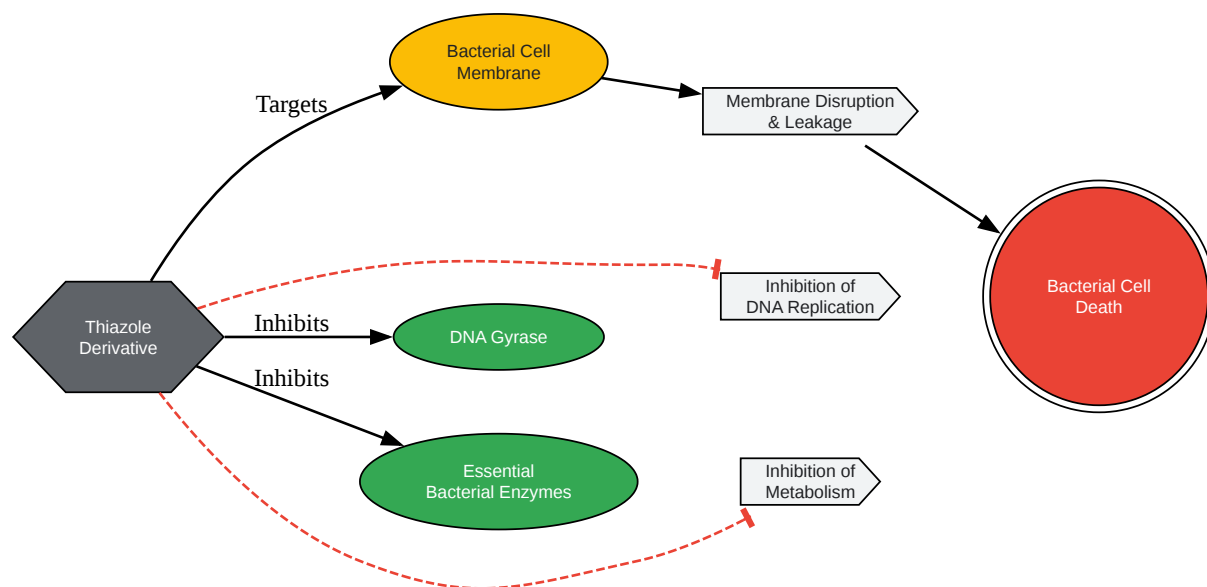 Bacterial Cell
Membrane
Targets
Membrane Disruption
& Leakage
Inhibition of
DNA Replication
Bacterial Cell
Death
Thiazole
Derivative
Inhibits
DNA Gyrase
Inhibits
Essential
Bacterial Enzymes
Inhibition of
Metabolism